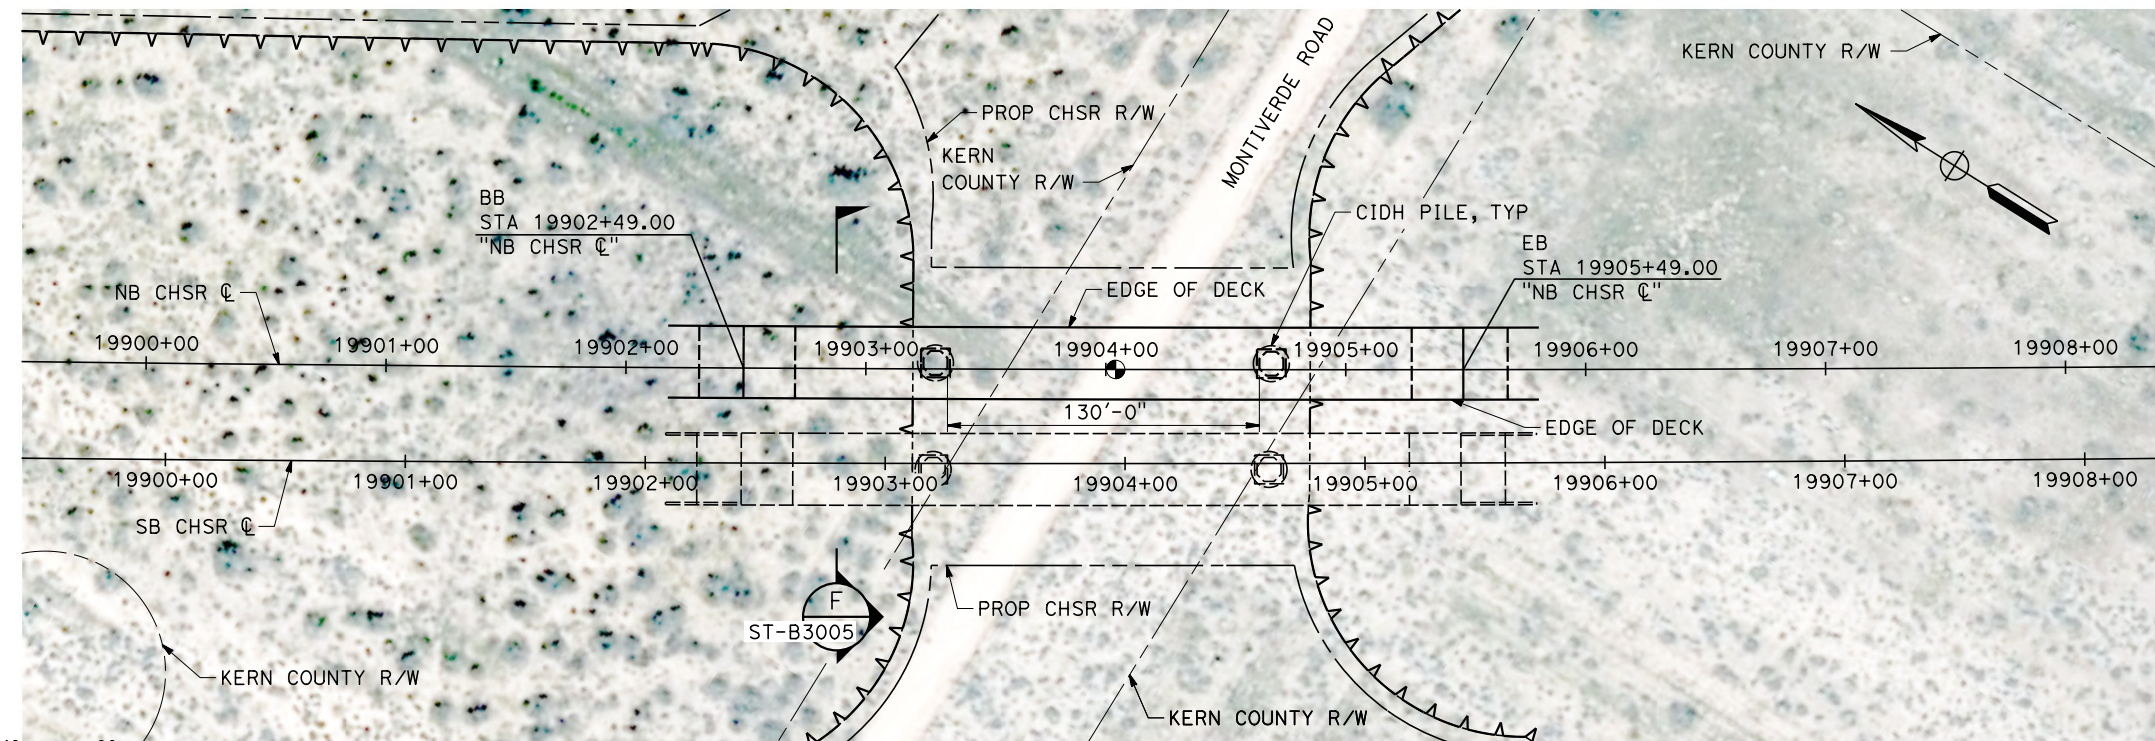 KERN COUNTY R/W
MONTIVERDE ROAD
PROP CHSR R/W
KERN
COUNTY R/W
BB
STA 19902+49.00
"NB CHSR ℄"
CIDH PILE, TYP
EB
STA 19905+49.00
"NB CHSR ℄"
NB CHSR ℄
EDGE OF DECK
19900+00 19901+00 19902+00 19903+00 19904+00 19905+00 19906+00 19907+00 19908+00
130'-0"
EDGE OF DECK
19900+00 19901+00 19902+00 19903+00 19904+00 19905+00 19906+00 19907+00 19908+00
SB CHSR ℄
F
ST-B3005
PROP CHSR R/W
KERN COUNTY R/W
KERN COUNTY R/W